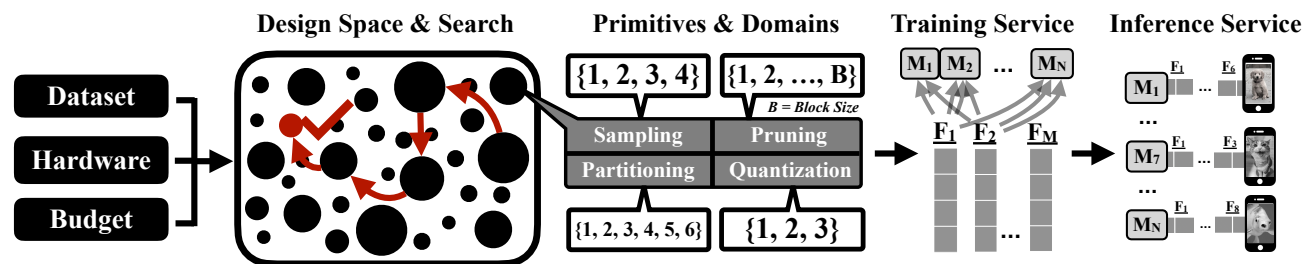 Design Space & Search
Primitives & Domains
Training Service
Inference Service
Dataset
Hardware
Budget
{1, 2, 3, 4}
{1, 2, …, B}
B = Block Size
Sampling
Pruning
Partitioning
Quantization
{1, 2, 3, 4, 5, 6}
{1, 2, 3}
M1 M2 ... MN
F1 F2 FM
...
M1 F1 ... F6
...
M7 F1 ... F3
...
MN F1 ... F8